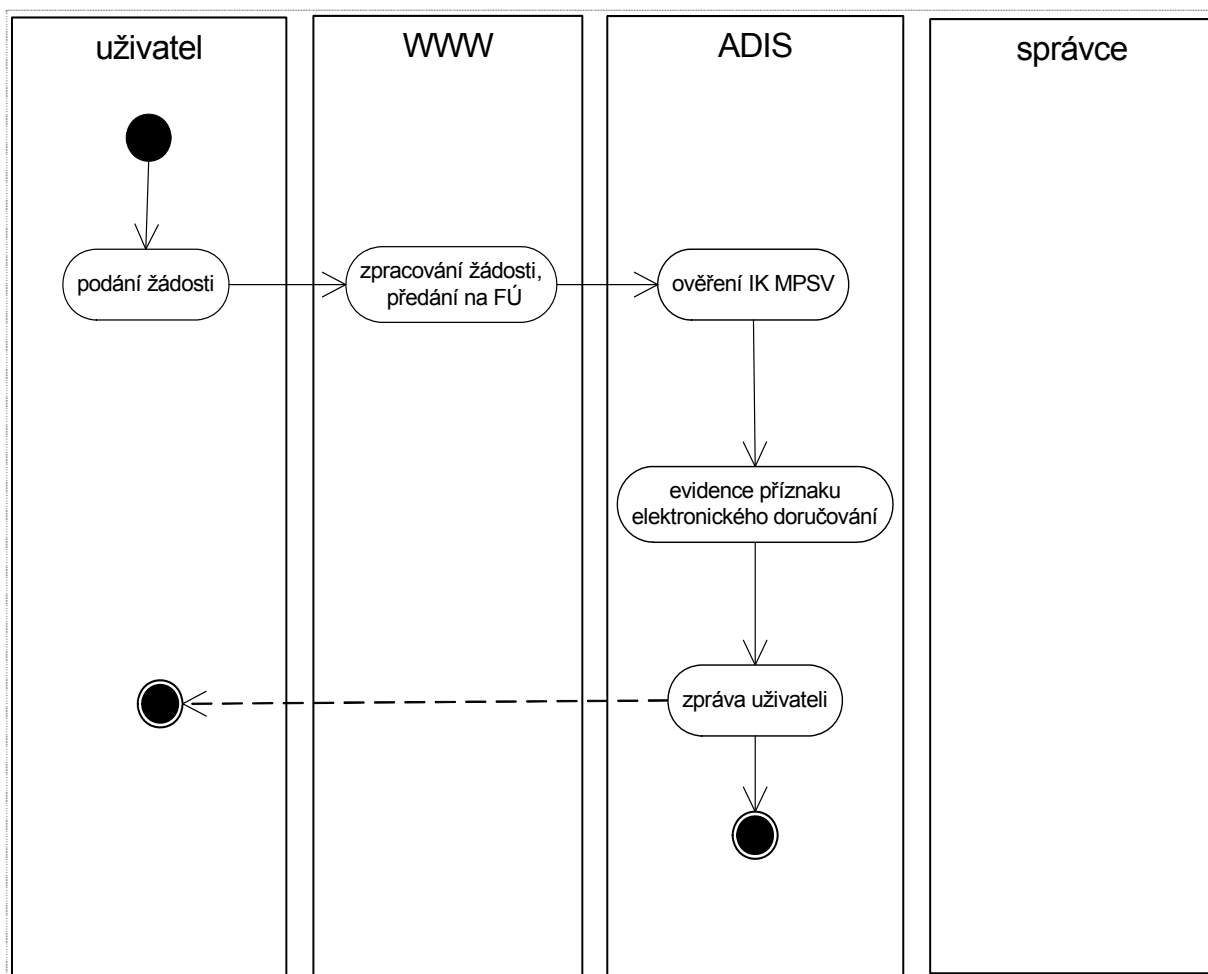 uživatel
WWW
ADIS
správce
podání žádosti
zpracování žádosti,
předání na FÚ
ověření IK MPSV
evidence příznaku
elektronického doručování
zpráva uživateli